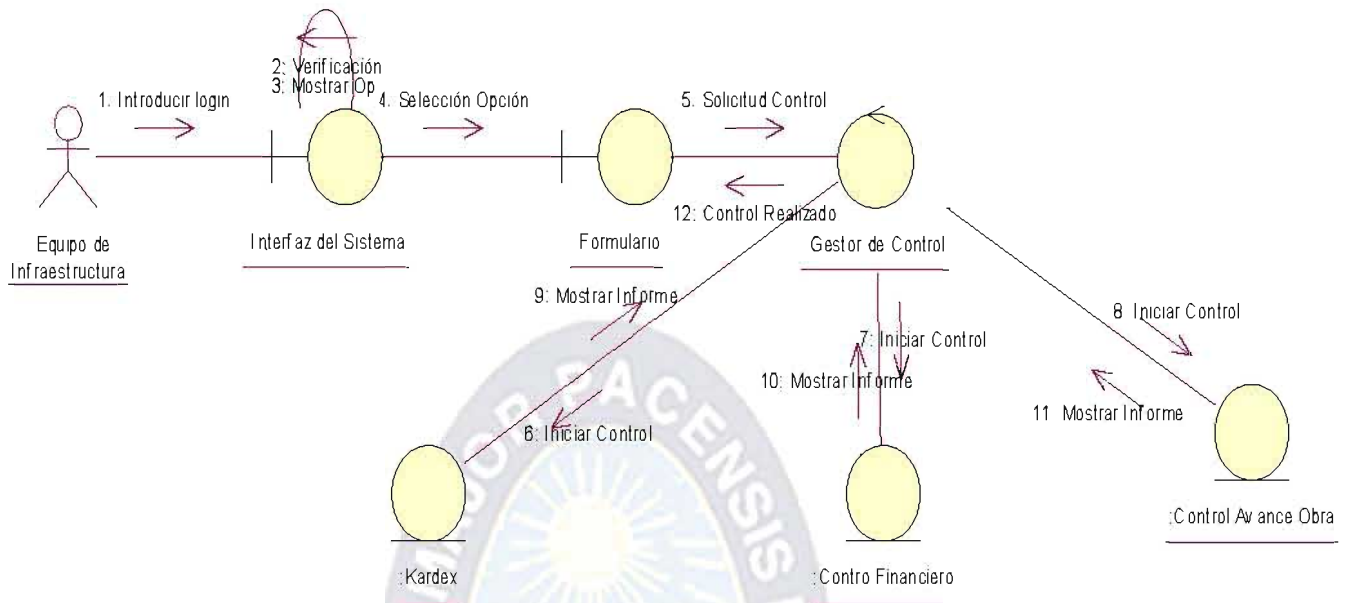 2: Verificación
3: Mostrar Op
1. Introducir login
4. Selección Opción
5. Solicitud Control
12: Control Realizado
Equipo de
Infraestructura
Interfaz del Sistema
Formulario
Gestor de Control
9: Mostrar Informe
8 Iniciar Control
7: Iniciar Control
10: Mostrar Informe
11 Mostrar Informe
6: Iniciar Control
:Control Avance Obra
:Kardex
:Contro Financiero
MAJOR PACENSIS